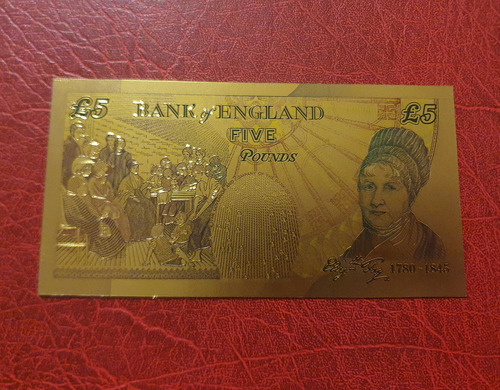 £5 BANK of ENGLAND £5
FIVE
POUNDS
1780-1845